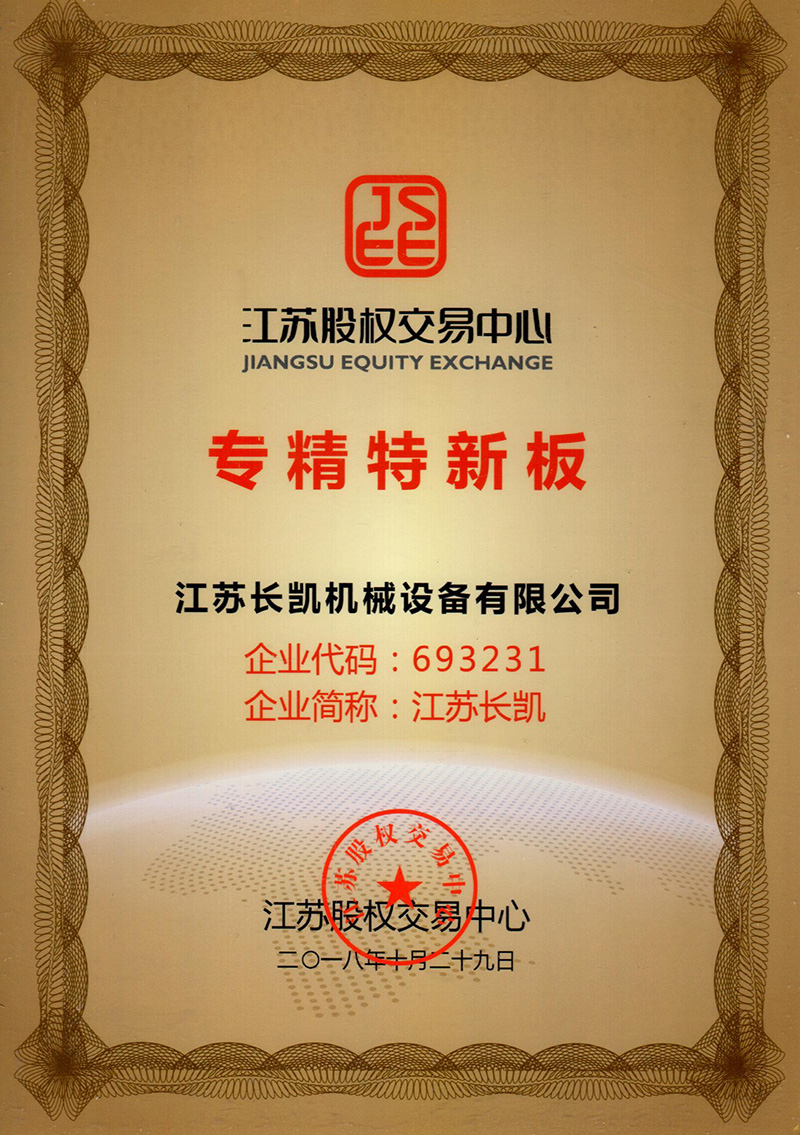 JS
EE
江苏股权交易中心
JIANGSU EQUITY EXCHANGE
专精特新板
江苏长凯机械设备有限公司
企业代码：693231
企业简称：江苏长凯
江苏股权交易中心
江苏股权交易中心
二〇一八年十月二十九日